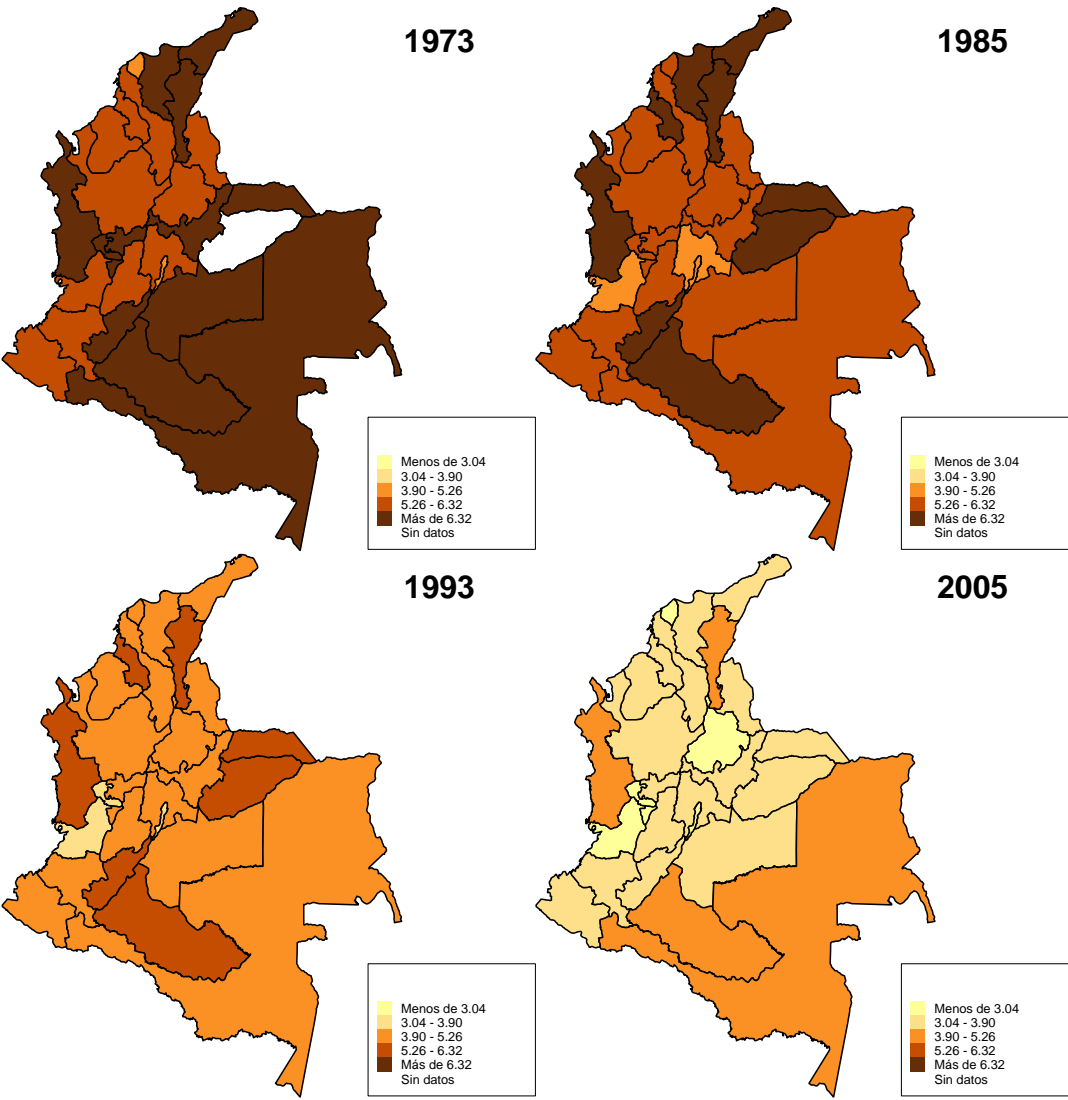 1973
Menos de 3.04
3.04 - 3.90
3.90 - 5.26
5.26 - 6.32
Más de 6.32
Sin datos
1985
Menos de 3.04
3.04 - 3.90
3.90 - 5.26
5.26 - 6.32
Más de 6.32
Sin datos
1993
Menos de 3.04
3.04 - 3.90
3.90 - 5.26
5.26 - 6.32
Más de 6.32
Sin datos
2005
Menos de 3.04
3.04 - 3.90
3.90 - 5.26
5.26 - 6.32
Más de 6.32
Sin datos